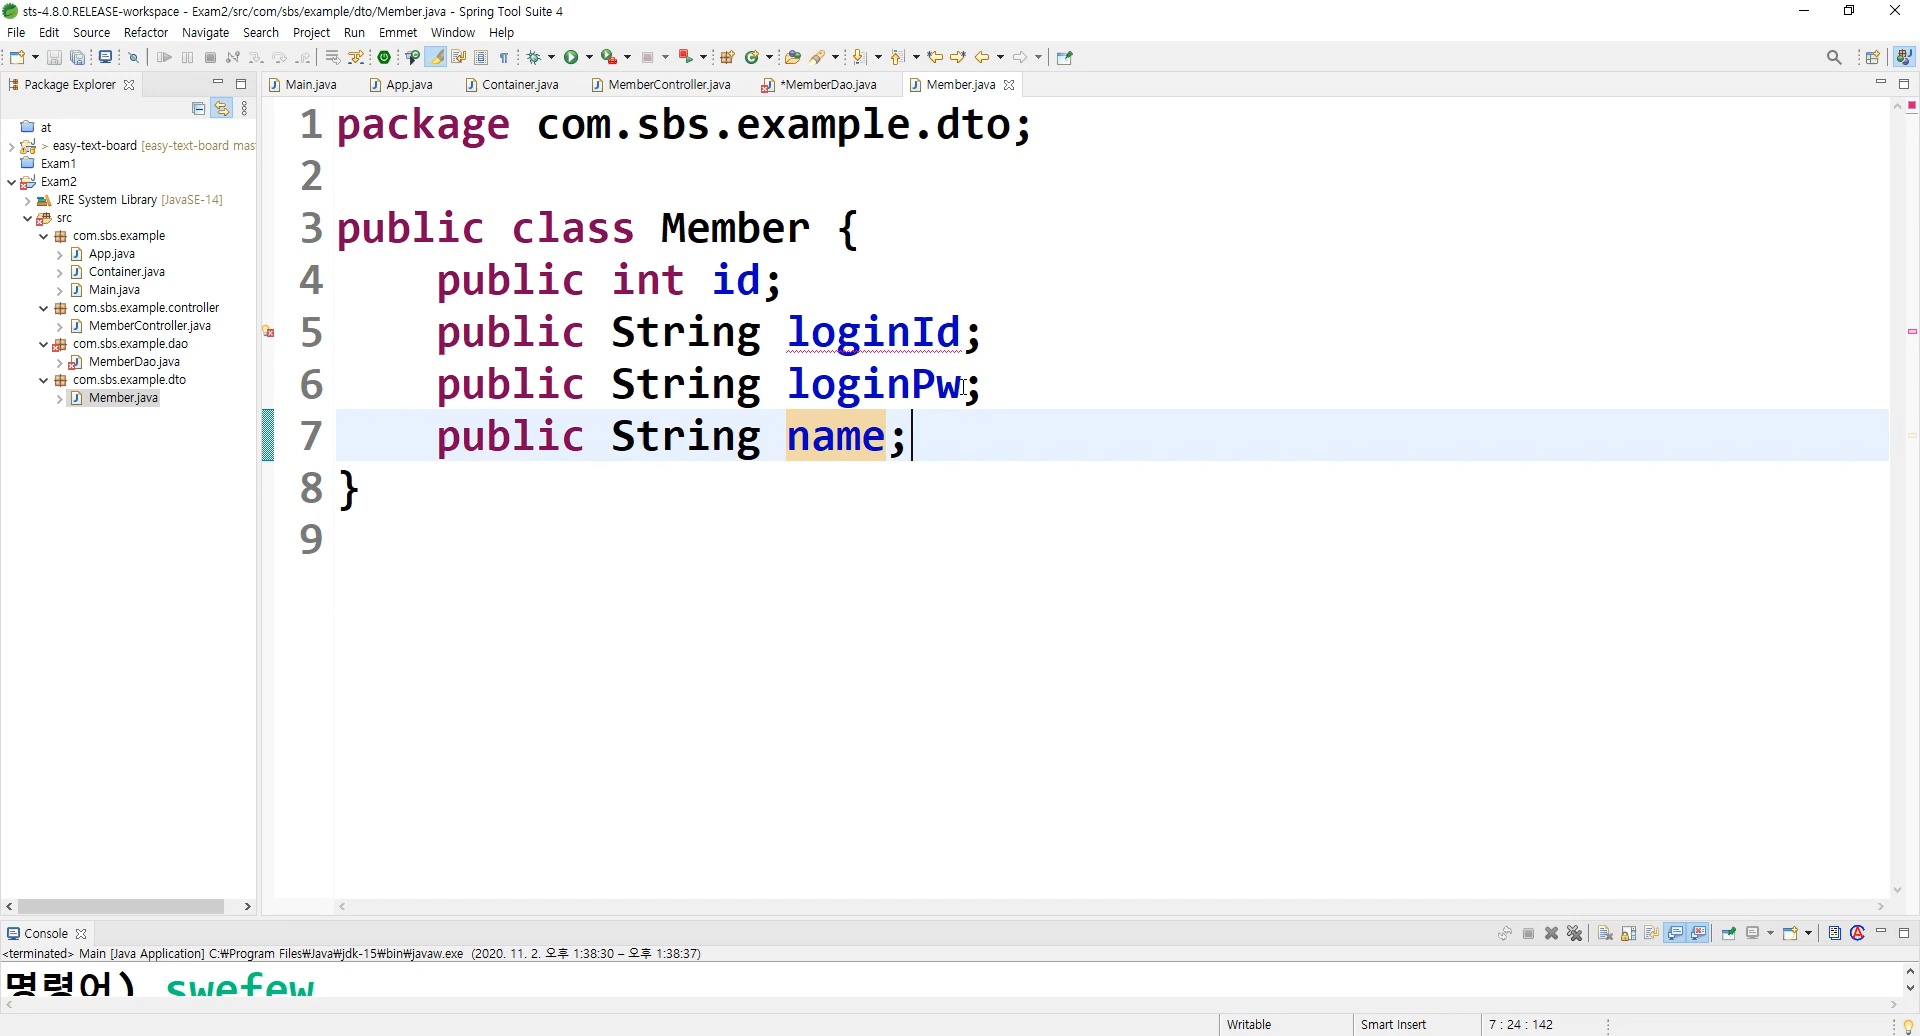 sts-4.8.0.RELEASE-workspace - Exam2/src/com/sbs/example/dto/Member.java - Spring Tool Suite 4
File Edit Source Refactor Navigate Search Project Run Emmet Window Help
Package Explorer
Main.java App.java Container.java MemberController.java *MemberDao.java Member.java
at
> easy-text-board [easy-text-board mas
Exam1
Exam2
JRE System Library [JavaSE-14]
src
com.sbs.example
App.java
Container.java
Main.java
com.sbs.example.controller
MemberController.java
com.sbs.example.dao
MemberDao.java
com.sbs.example.dto
Member.java
1 package com.sbs.example.dto;
2
3 public class Member {
4 public int id;
5 public String loginId;
6 public String loginPw;
7 public String name;
8 }
9
Console
<terminated> Main [Java Application] C:₩Program Files₩Java₩jdk-15₩bin₩javaw.exe (2020. 11. 2. 오후 1:38:30 – 오후 1:38:37)
명령어) swefew
Writable Smart Insert 7 : 24 : 142